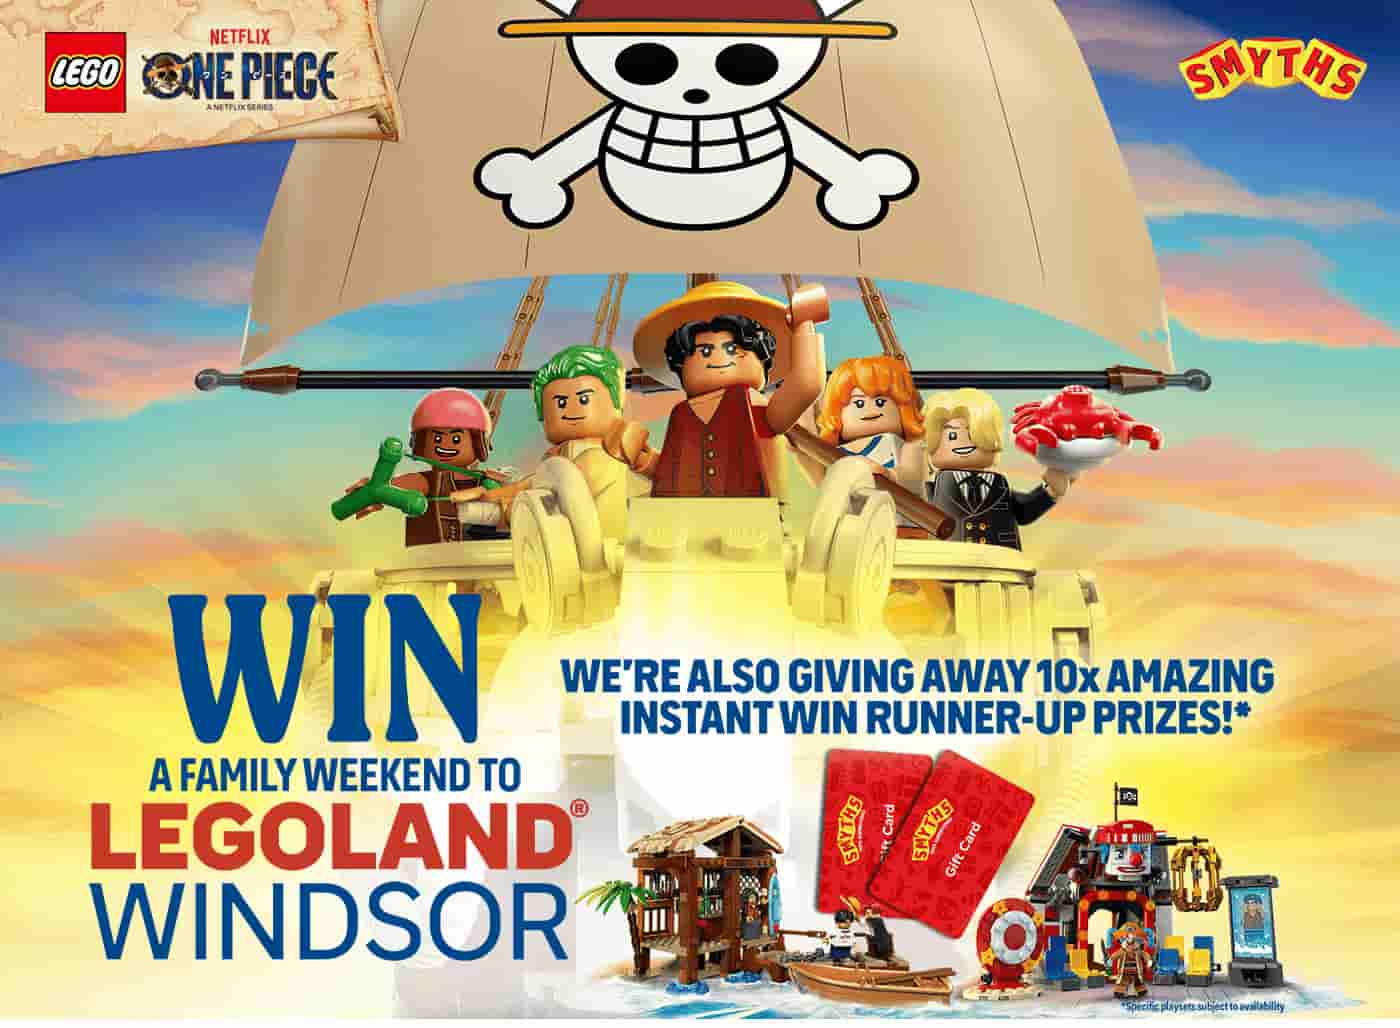 LEGO
NETFLIX
ONE PIECE
A NETFLIX SERIES
SMYTHS
WIN
A FAMILY WEEKEND TO
LEGOLAND®
WINDSOR
WE'RE ALSO GIVING AWAY 10x AMAZING
INSTANT WIN RUNNER-UP PRIZES!*
SMYTHS
Gift Card
SMYTHS
Gift Card
*Specific playsets subject to availability